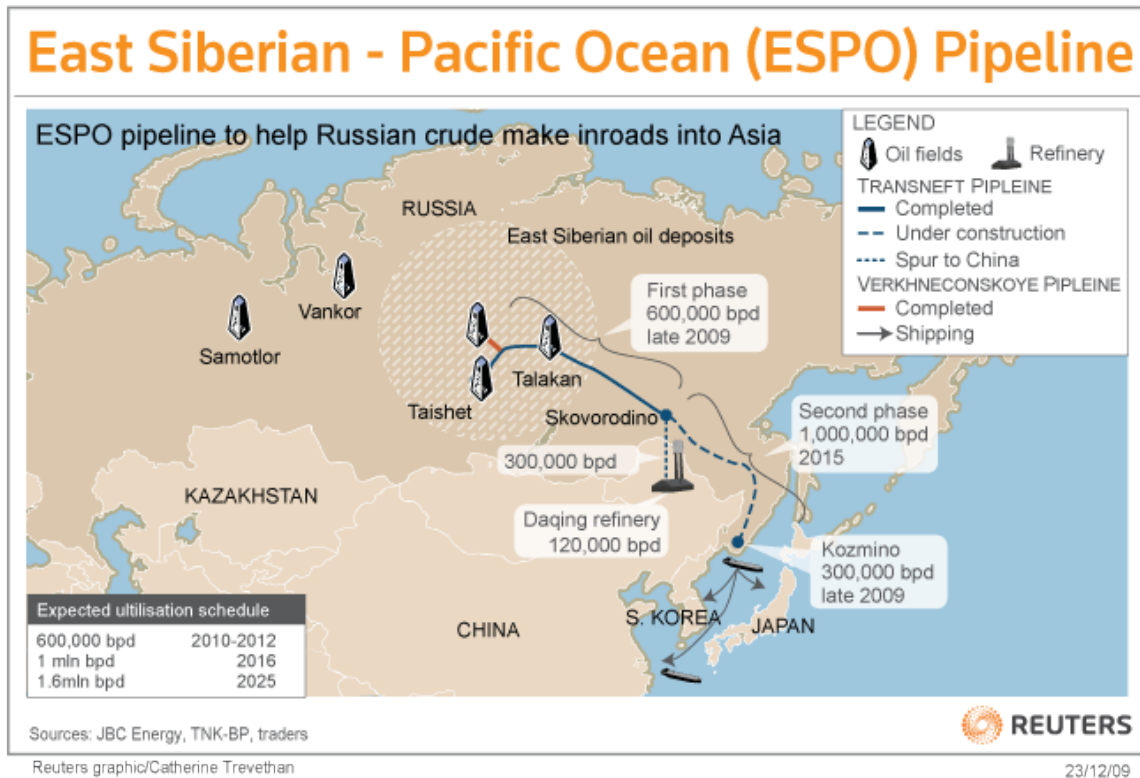 East Siberian - Pacific Ocean (ESPO) Pipeline
ESPO pipeline to help Russian crude make inroads into Asia
LEGEND
Oil fields
Refinery
TRANSNEFT PIPLEINE
Completed
Under construction
Spur to China
VERKHNECONSKOYE PIPLEINE
Completed
Shipping
RUSSIA
East Siberian oil deposits
First phase
600,000 bpd
late 2009
Vankor
Samotlor
Talakan
Taishet
Skovorodino
Second phase
1,000,000 bpd
2015
300,000 bpd
KAZAKHSTAN
Daqing refinery
120,000 bpd
Kozmino
300,000 bpd
late 2009
S. KOREA
JAPAN
CHINA
Expected ultilisation schedule
600,000 bpd 2010-2012
1 mln bpd 2016
1.6mln bpd 2025
Sources: JBC Energy, TNK-BP, traders
REUTERS
Reuters graphic/Catherine Trevethan
23/12/09